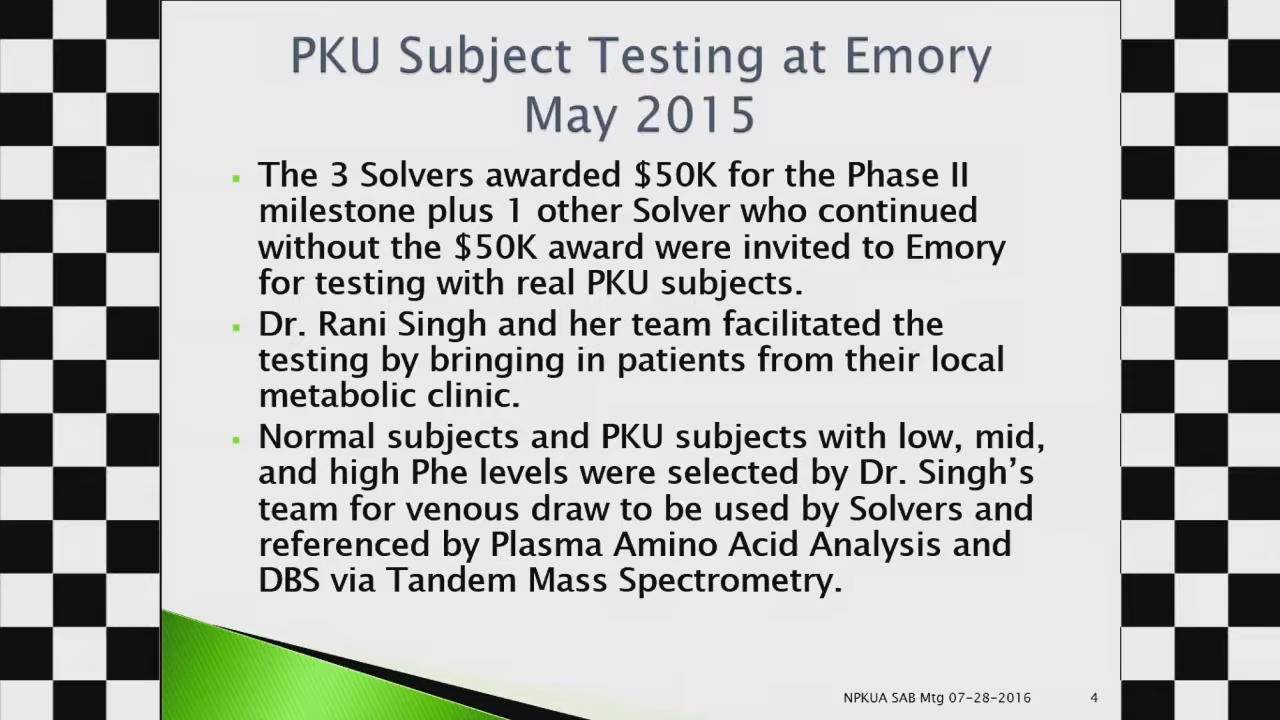 PKU Subject Testing at Emory
May 2015
▪ The 3 Solvers awarded $50K for the Phase II
milestone plus 1 other Solver who continued
without the $50K award were invited to Emory
for testing with real PKU subjects.
▪ Dr. Rani Singh and her team facilitated the
testing by bringing in patients from their local
metabolic clinic.
▪ Normal subjects and PKU subjects with low, mid,
and high Phe levels were selected by Dr. Singh’s
team for venous draw to be used by Solvers and
referenced by Plasma Amino Acid Analysis and
DBS via Tandem Mass Spectrometry.
NPKUA SAB Mtg 07-28-2016 4